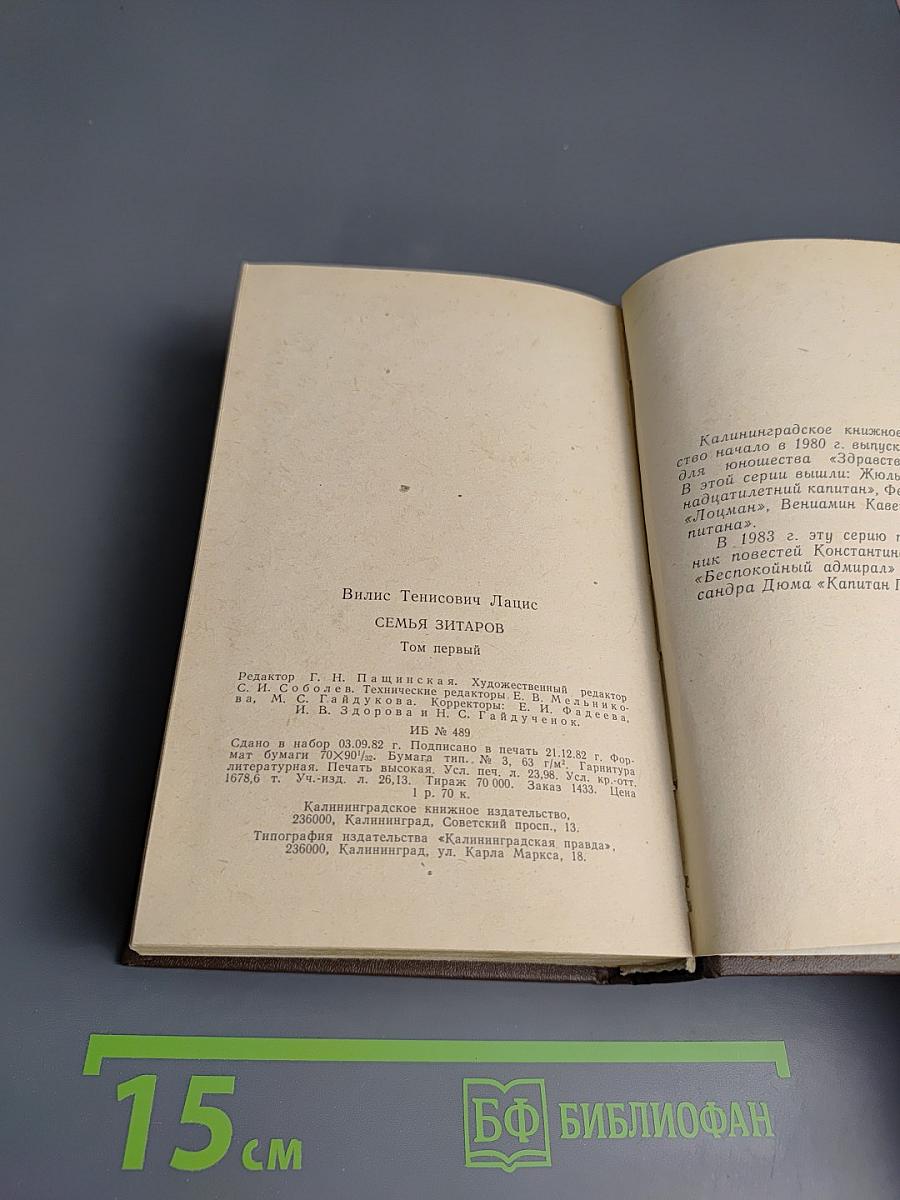 Вилис Тенисович Лацис
СЕМЬЯ ЗИТАРОВ
Том первый
Редактор Г. Н. Пащинская. Художественный редактор
С. И. Соболев. Технические редакторы Е. В. Мельнико-
ва, М. С. Гайдукова. Корректоры: Е. И. Фадеева,
И. В. Здорова и Н. С. Гайдученок.
ИБ № 489
Сдано в набор 03.09.82 г. Подписано в печать 21.12.82 г. Фор-
мат бумаги 70×90¹/₃₂. Бумага тип. № 3, 63 г/м². Гарнитура
литературная. Печать высокая. Усл. печ. л. 23,98. Усл. кр.-отт.
1678,6 т. Уч.-изд. л. 26,13. Тираж 70 000. Заказ 1433. Цена
1 р. 70 к.
Калининградское книжное издательство,
236000, Калининград, Советский просп., 13.
Типография издательства «Калининградская правда»,
236000, Калининград, ул. Карла Маркса, 18.
Калининградское книжное
ство начало в 1980 г. выпуск
для юношества «Здравств
В этой серии вышли: Жюль
надцатилетний капитан», Фе
«Лоцман», Вениамин Каве
питана».
В 1983 г. эту серию п
ник повестей Константин
«Беспокойный адмирал»
сандра Дюма «Капитан П
15 см
БФ БИБЛИОФАН